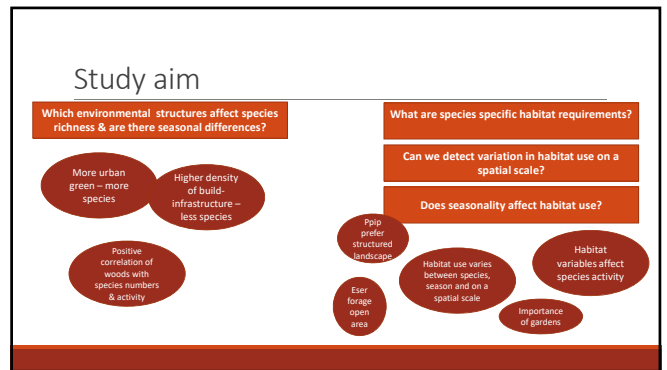 Study aim
Which environmental structures affect species
richness & are there seasonal differences?
More urban
green – more
species
Higher density
of build-
infrastructure –
less species
Positive
correlation of
woods with
species numbers
& activity
What are species specific habitat requirements?
Can we detect variation in habitat use on a
spatial scale?
Does seasonality affect habitat use?
Ppip
prefer
structured
landscape
Eser
forage
open
area
Habitat use varies
between species,
season and on a
spatial scale
Importance
of gardens
Habitat
variables affect
species activity